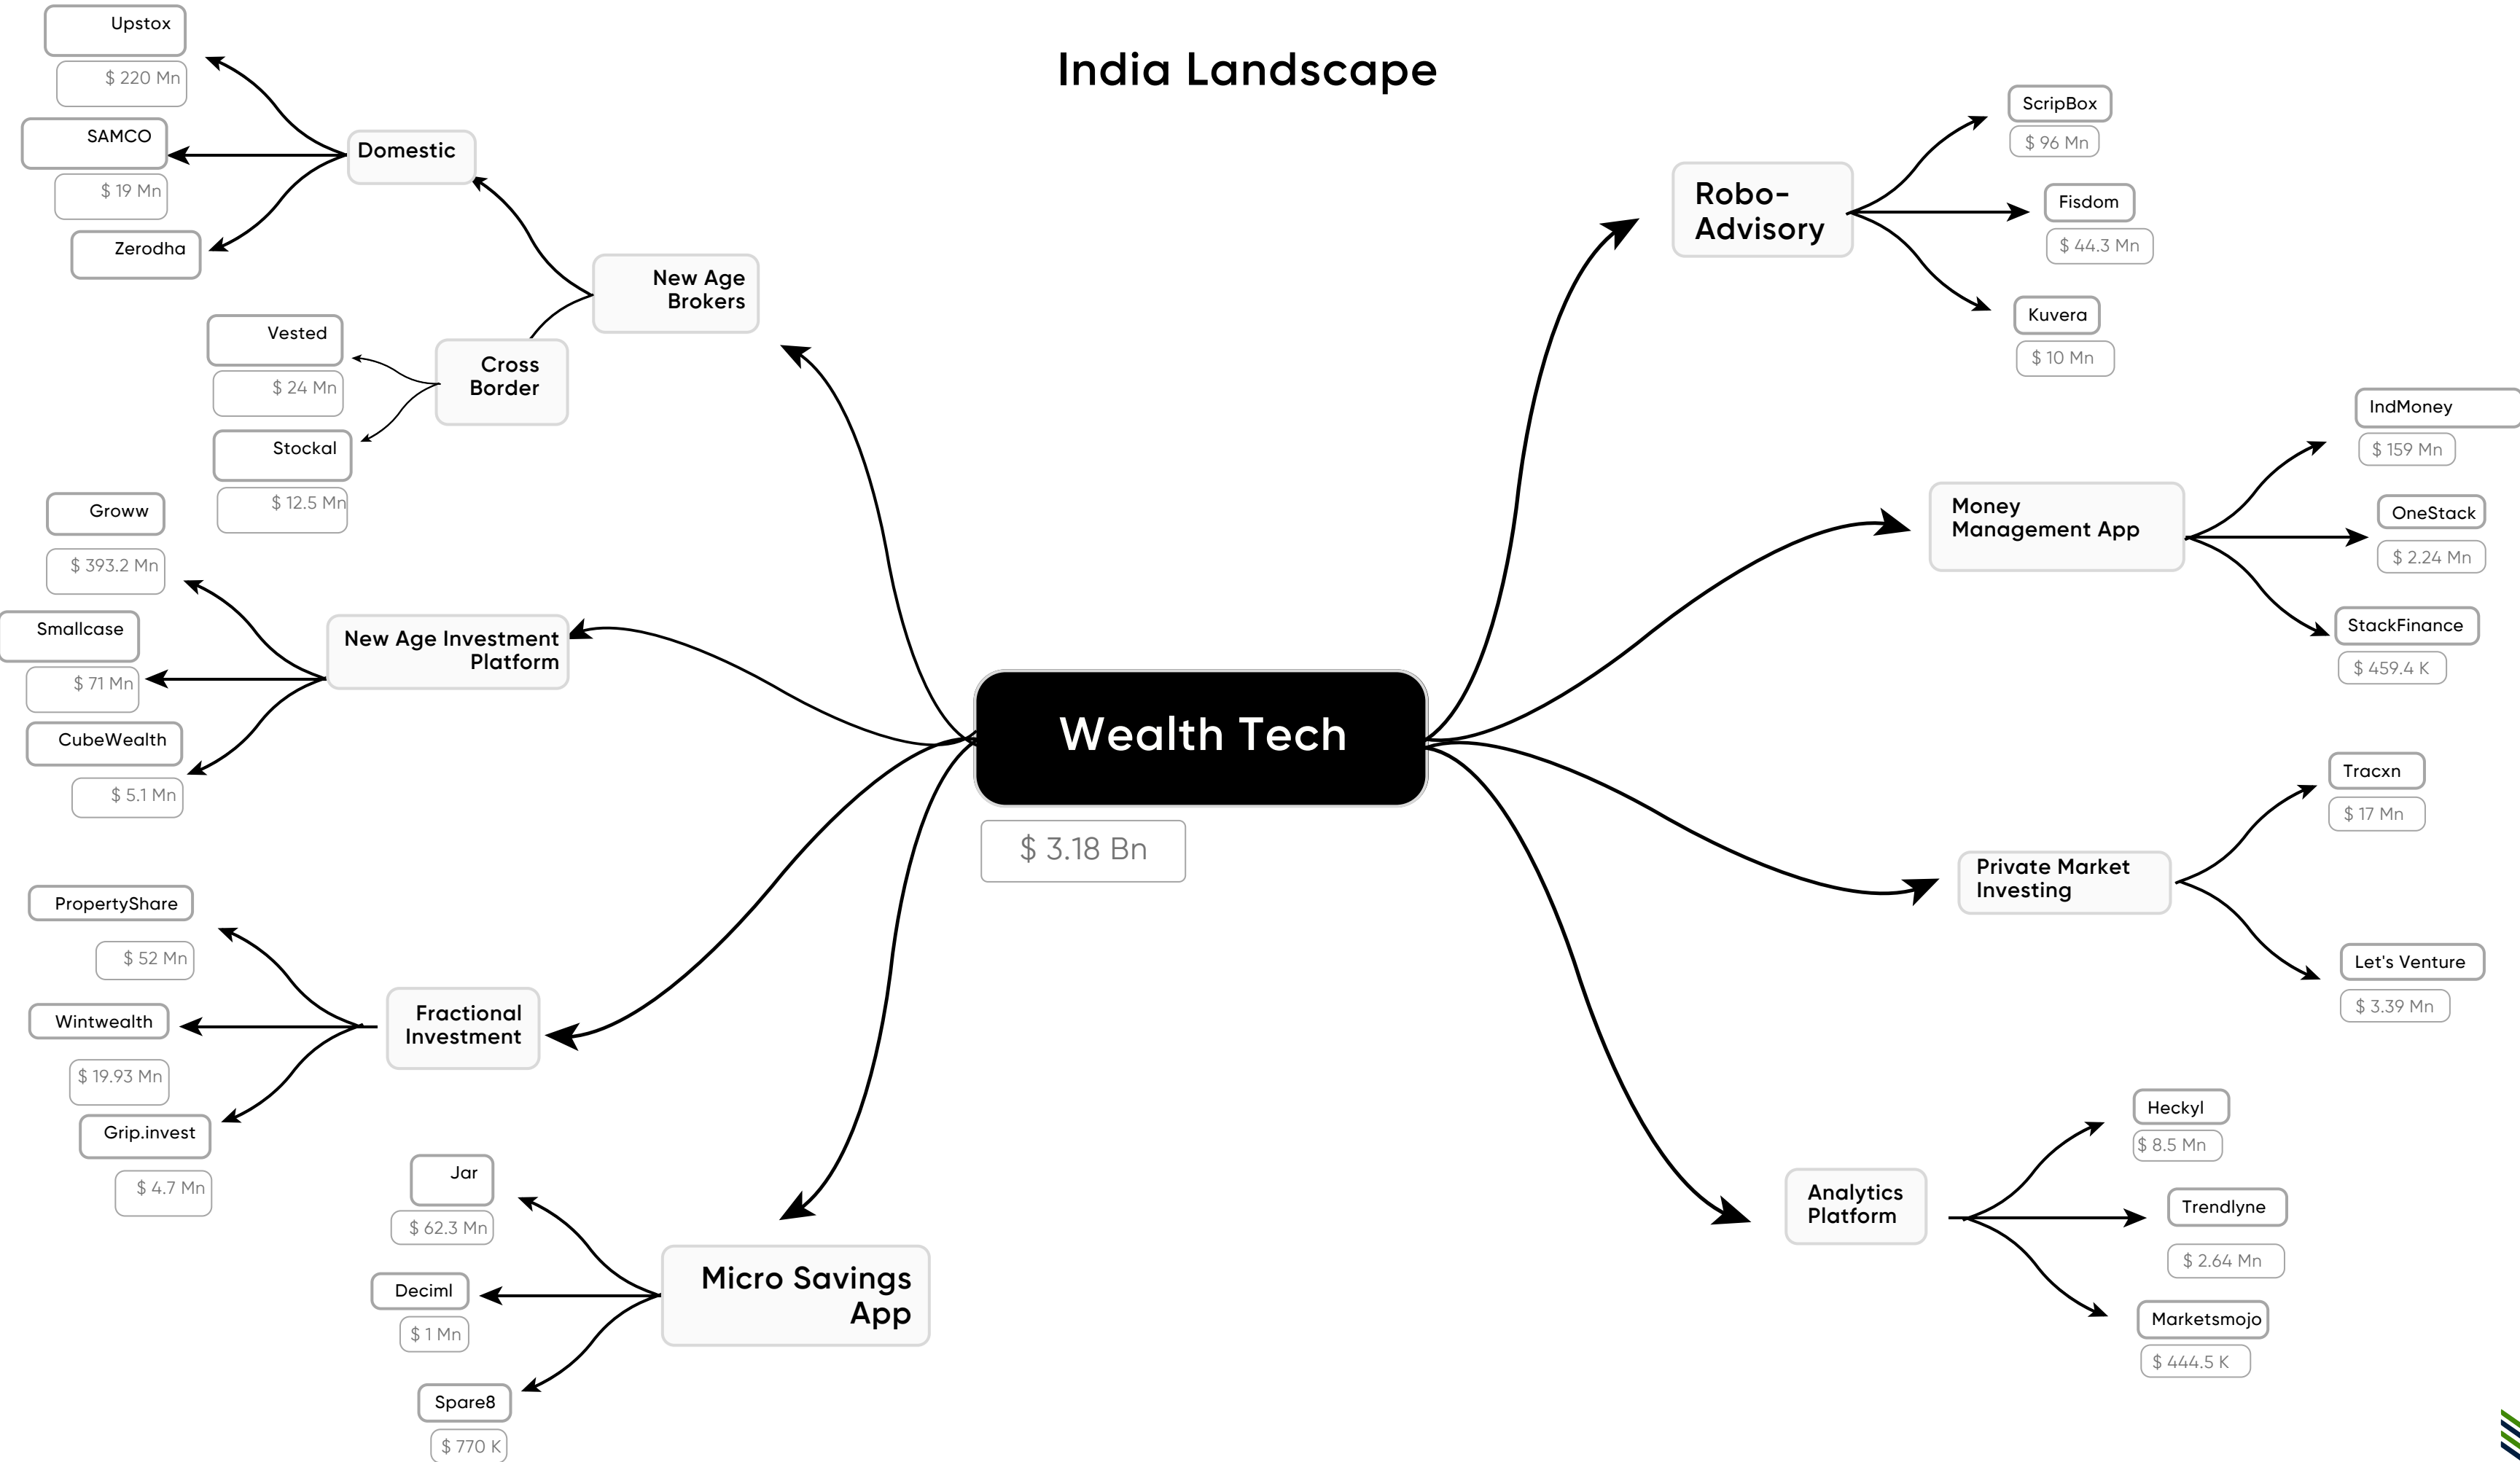 India Landscape
Wealth Tech
$ 3.18 Bn
New Age
Brokers
Domestic
Upstox
$ 220 Mn
SAMCO
$ 19 Mn
Zerodha
Cross
Border
Vested
$ 24 Mn
Stockal
$ 12.5 Mn
New Age Investment
Platform
Groww
$ 393.2 Mn
Smallcase
$ 71 Mn
CubeWealth
$ 5.1 Mn
Fractional
Investment
PropertyShare
$ 52 Mn
Wintwealth
$ 19.93 Mn
Grip.invest
$ 4.7 Mn
Micro Savings
App
Jar
$ 62.3 Mn
Deciml
$ 1 Mn
Spare8
$ 770 K
Robo-
Advisory
ScripBox
$ 96 Mn
Fisdom
$ 44.3 Mn
Kuvera
$ 10 Mn
Money
Management App
IndMoney
$ 159 Mn
OneStack
$ 2.24 Mn
StackFinance
$ 459.4 K
Private Market
Investing
Tracxn
$ 17 Mn
Let's Venture
$ 3.39 Mn
Analytics
Platform
Heckyl
$ 8.5 Mn
Trendlyne
$ 2.64 Mn
Marketsmojo
$ 444.5 K